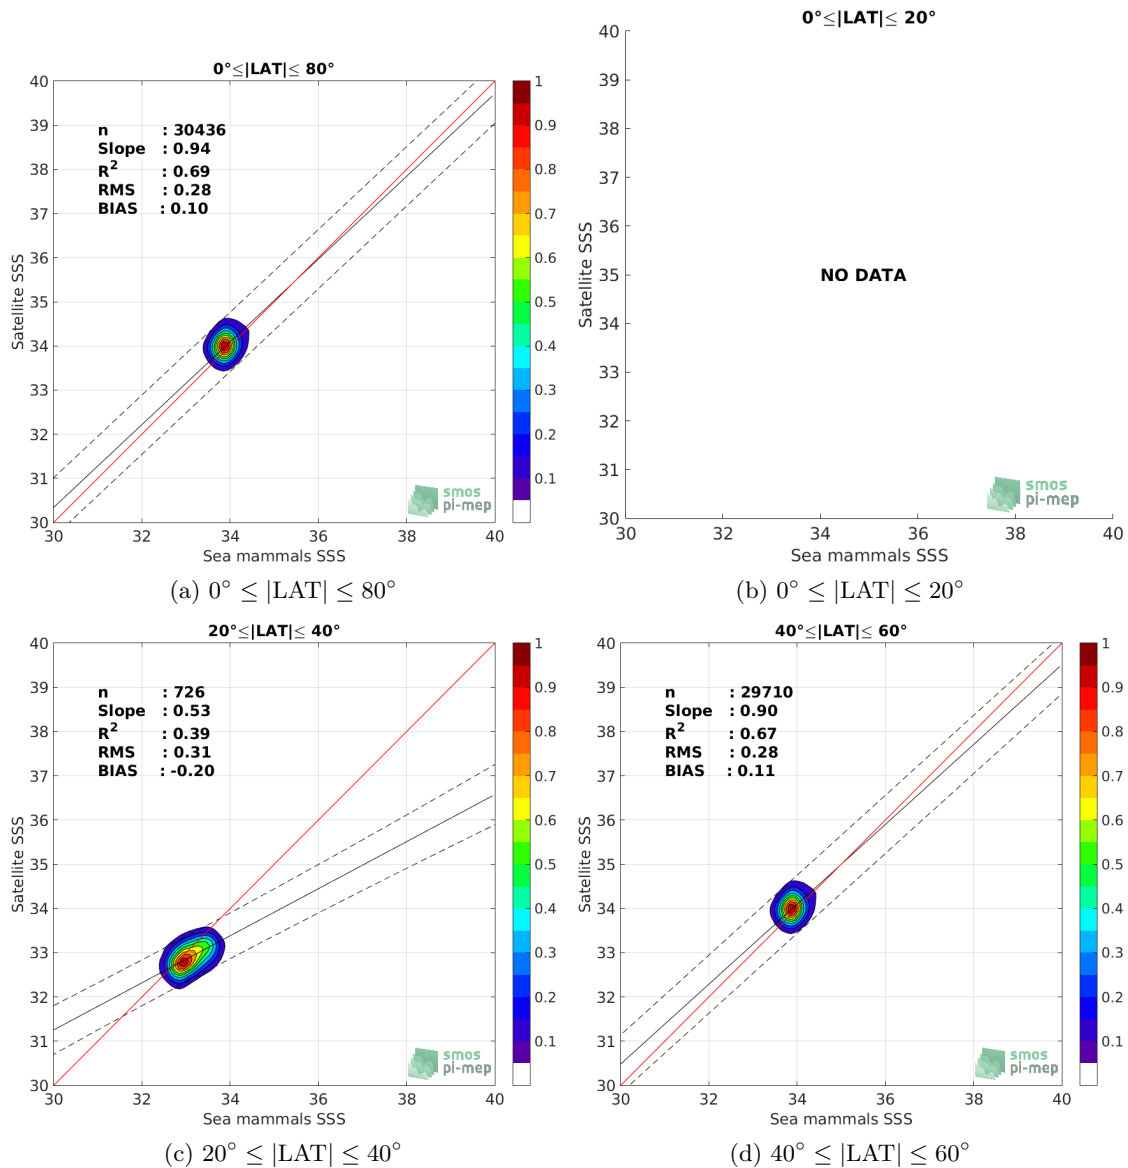 0°≤|LAT|≤ 80°
40
39
38
37
36
35
34
33
32
31
30
Satellite SSS
n : 30436
Slope : 0.94
R² : 0.69
RMS : 0.28
BIAS : 0.10
smos
pi-mep
30 32 34 36 38 40
Sea mammals SSS
1
0.9
0.8
0.7
0.6
0.5
0.4
0.3
0.2
0.1
(a) 0° ≤ |LAT| ≤ 80°
0°≤|LAT|≤ 20°
40
39
38
37
36
35
34
33
32
31
30
Satellite SSS
NO DATA
smos
pi-mep
30 32 34 36 38 40
Sea mammals SSS
(b) 0° ≤ |LAT| ≤ 20°
20°≤|LAT|≤ 40°
40
39
38
37
36
35
34
33
32
31
30
Satellite SSS
n : 726
Slope : 0.53
R² : 0.39
RMS : 0.31
BIAS : -0.20
smos
pi-mep
30 32 34 36 38 40
Sea mammals SSS
1
0.9
0.8
0.7
0.6
0.5
0.4
0.3
0.2
0.1
(c) 20° ≤ |LAT| ≤ 40°
40°≤|LAT|≤ 60°
40
39
38
37
36
35
34
33
32
31
30
Satellite SSS
n : 29710
Slope : 0.90
R² : 0.67
RMS : 0.28
BIAS : 0.11
smos
pi-mep
30 32 34 36 38 40
Sea mammals SSS
1
0.9
0.8
0.7
0.6
0.5
0.4
0.3
0.2
0.1
(d) 40° ≤ |LAT| ≤ 60°